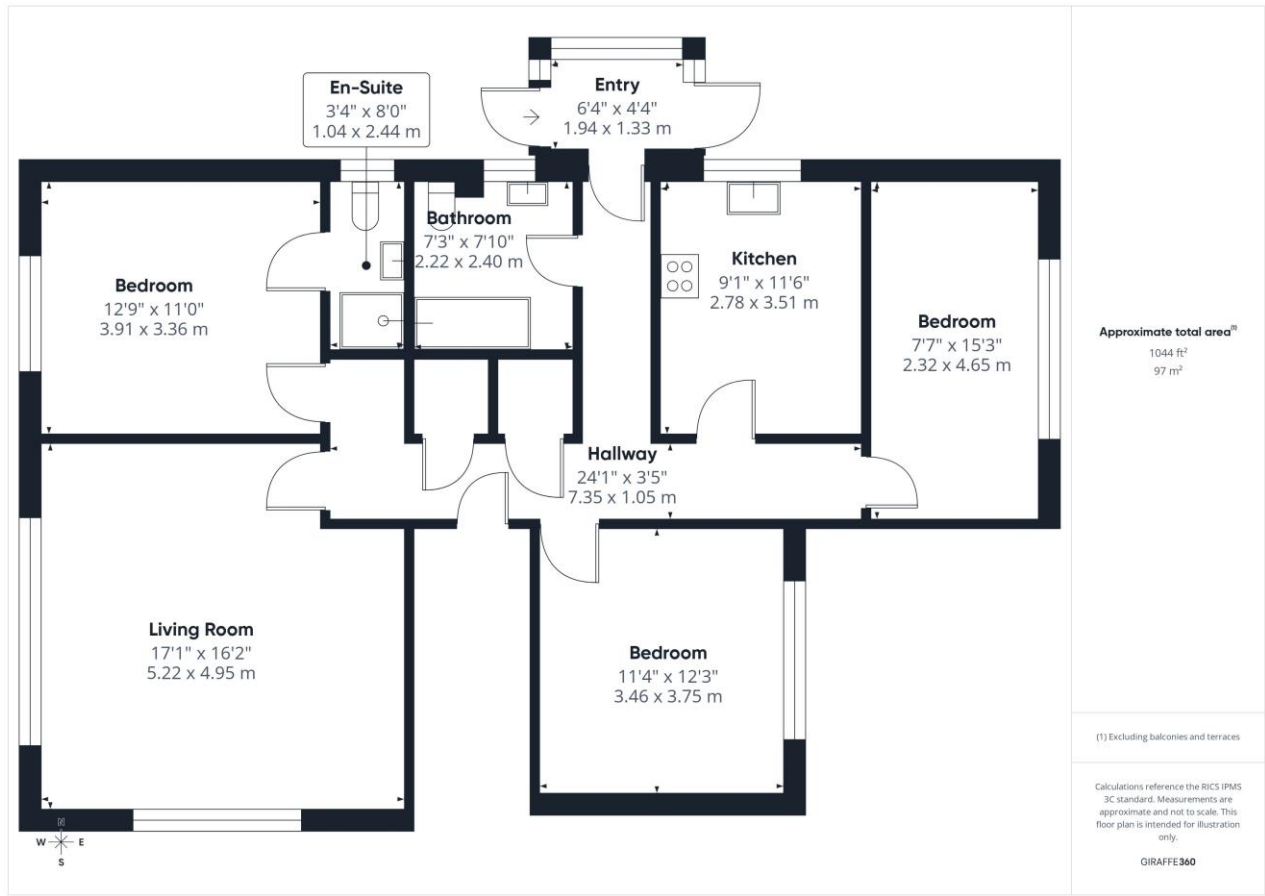 Entry
6'4" x 4'4"
1.94 x 1.33 m
En-Suite
3'4" x 8'0"
1.04 x 2.44 m
Bathroom
7'3" x 7'10"
2.22 x 2.40 m
Kitchen
9'1" x 11'6"
2.78 x 3.51 m
Bedroom
12'9" x 11'0"
3.91 x 3.36 m
Bedroom
7'7" x 15'3"
2.32 x 4.65 m
Hallway
24'1" x 3'5"
7.35 x 1.05 m
Living Room
17'1" x 16'2"
5.22 x 4.95 m
Bedroom
11'4" x 12'3"
3.46 x 3.75 m
W E
S
Approximate total area(1)
1044 ft²
97 m²
(1) Excluding balconies and terraces
Calculations reference the RICS IPMS
3C standard. Measurements are
approximate and not to scale. This
floor plan is intended for illustration
only.
GIRAFFE360